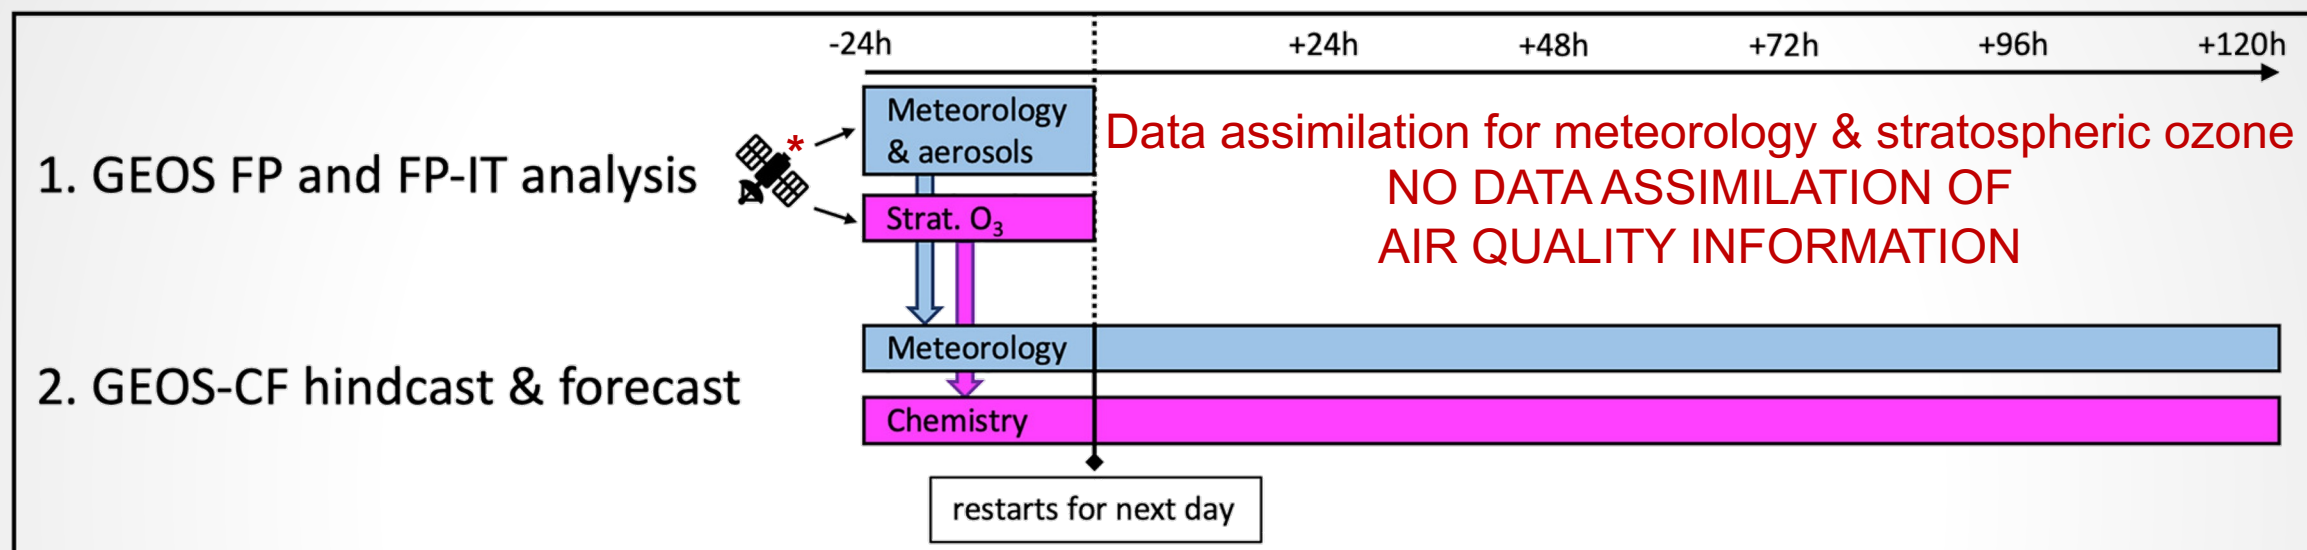 -24h +24h +48h +72h +96h +120h
1. GEOS FP and FP-IT analysis
*
Meteorology
& aerosols
Strat. O₃
Data assimilation for meteorology & stratospheric ozone
NO DATA ASSIMILATION OF
AIR QUALITY INFORMATION
2. GEOS-CF hindcast & forecast
Meteorology
Chemistry
restarts for next day